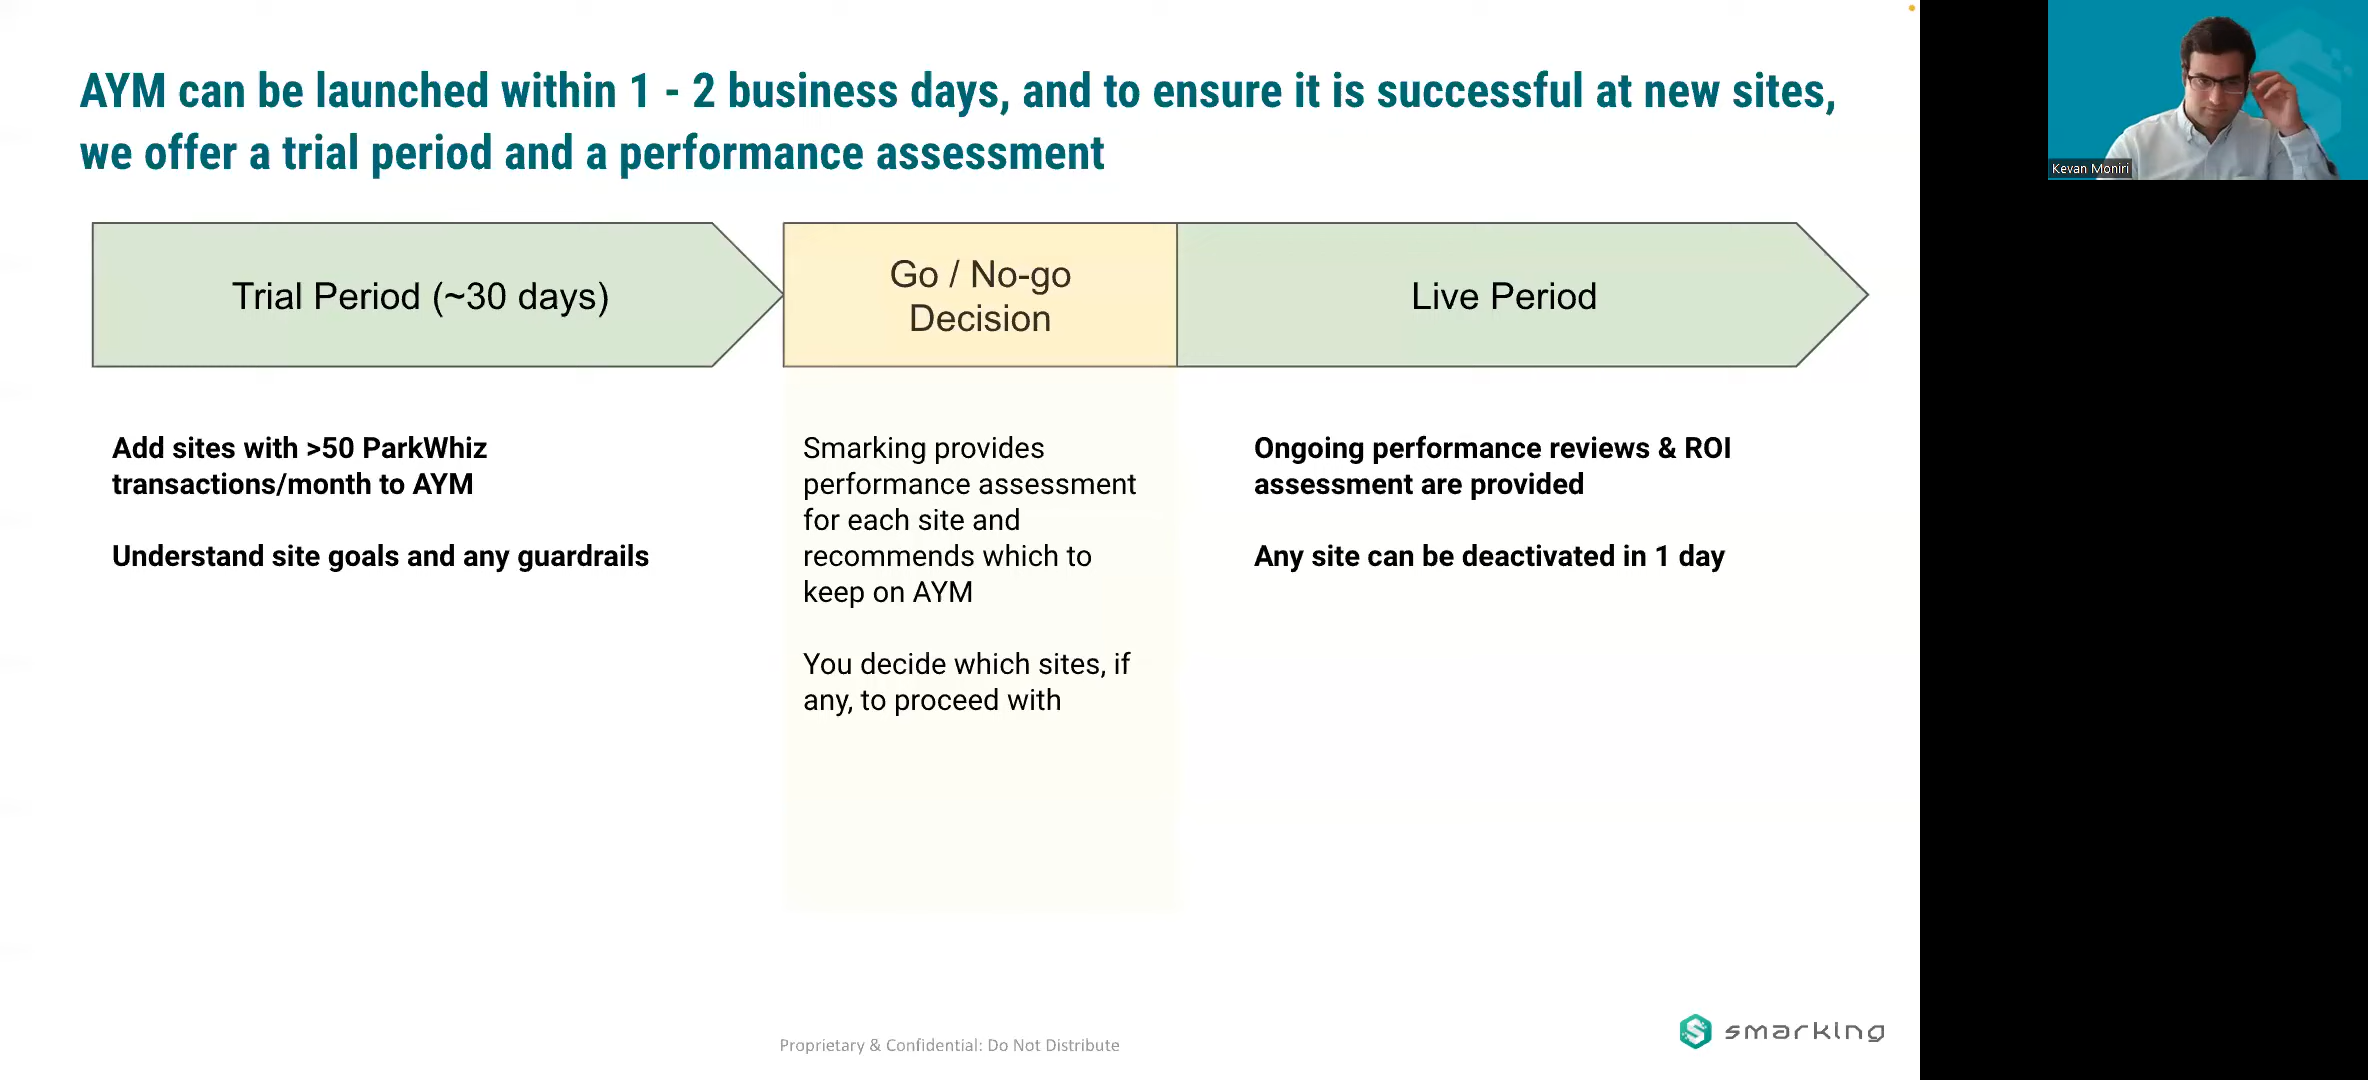 AYM can be launched within 1 - 2 business days, and to ensure it is successful at new sites,
we offer a trial period and a performance assessment
Kevan Moniri
Trial Period (~30 days)
Go / No-go
Decision
Live Period
Add sites with >50 ParkWhiz
transactions/month to AYM
Understand site goals and any guardrails
Smarking provides
performance assessment
for each site and
recommends which to
keep on AYM
You decide which sites, if
any, to proceed with
Ongoing performance reviews & ROI
assessment are provided
Any site can be deactivated in 1 day
Proprietary & Confidential: Do Not Distribute
smarking